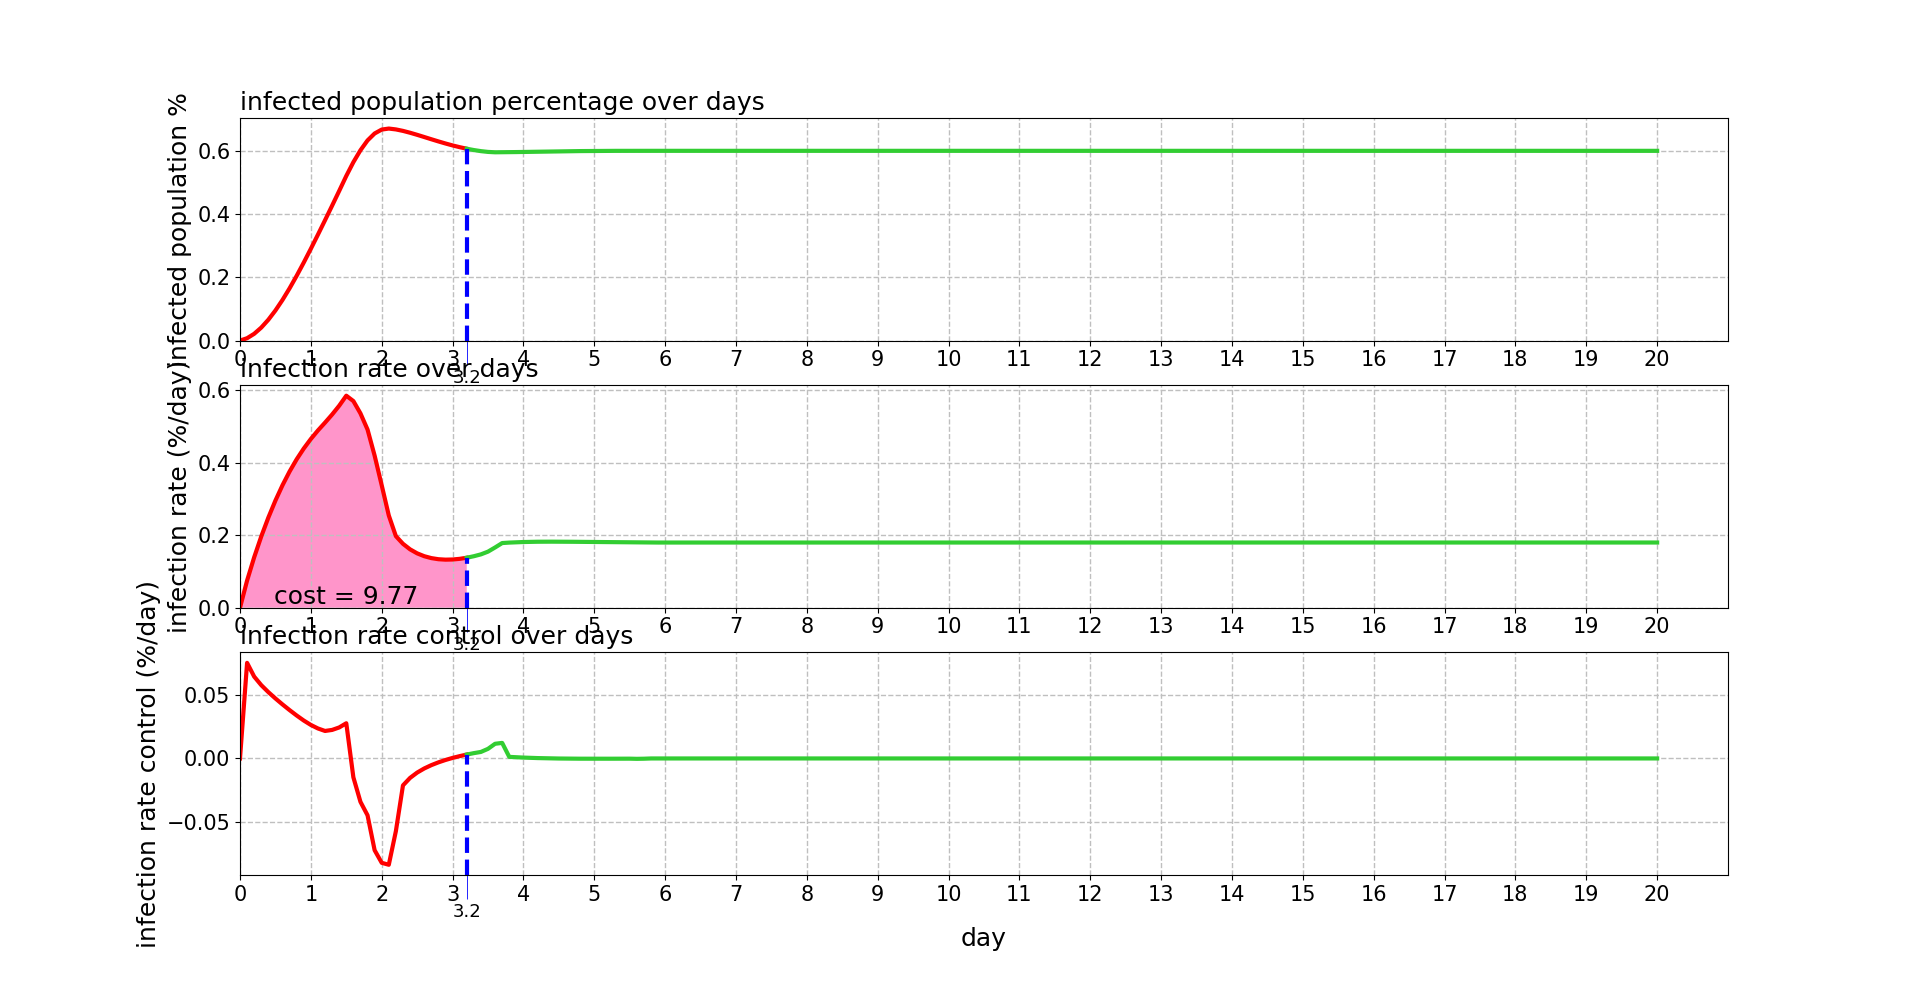 infected population percentage over days
Infected population %
0.6
0.4
0.2
0.0
0 1 2 3 4 5 6 7 8 9 10 11 12 13 14 15 16 17 18 19 20
3.2
infection rate over days
infection rate (%/day)
0.6
0.4
0.2
0.0
cost = 9.77
0 1 2 3 4 5 6 7 8 9 10 11 12 13 14 15 16 17 18 19 20
3.2
infection rate control over days
infection rate control (%/day)
0.05
0.00
−0.05
0 1 2 3 4 5 6 7 8 9 10 11 12 13 14 15 16 17 18 19 20
3.2
day